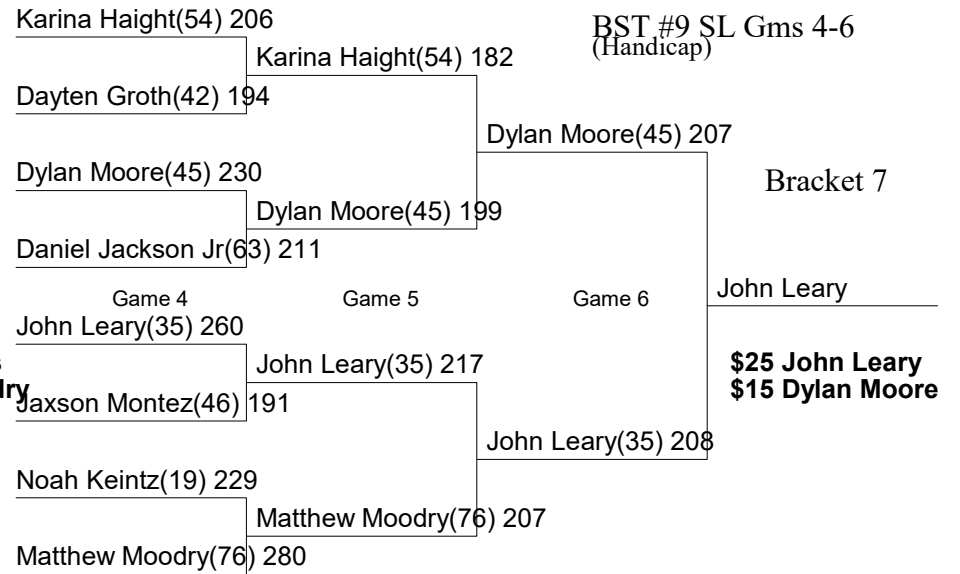 Karina Haight(54) 206
BST #9 SL Gms 4-6
(Handicap)
Karina Haight(54) 182
Dayten Groth(42) 194
Dylan Moore(45) 207
Dylan Moore(45) 230
Bracket 7
Dylan Moore(45) 199
Daniel Jackson Jr(63) 211
Game 4
Game 5
Game 6
John Leary
John Leary(35) 260
John Leary(35) 217
$25 John Leary
$15 Dylan Moore
Jaxson Montez(46) 191
John Leary(35) 208
Noah Keintz(19) 229
Matthew Moodry(76) 207
Matthew Moodry(76) 280